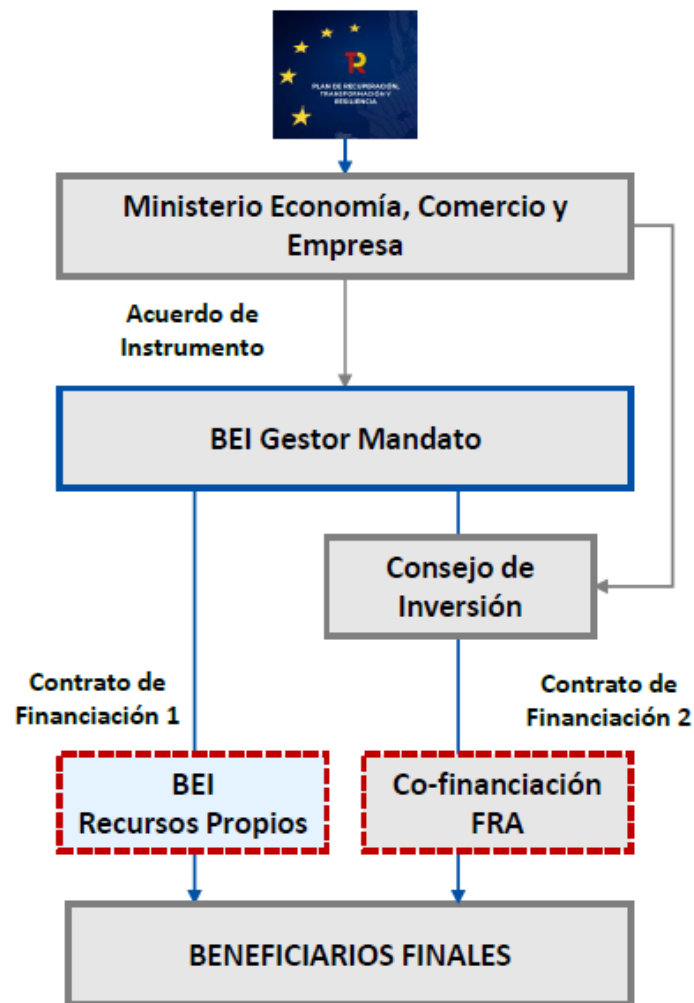 PLAN DE RECUPERACIÓN,
TRANSFORMACIÓN Y
RESILIENCIA
Ministerio Economía, Comercio y
Empresa
Acuerdo de
Instrumento
BEI Gestor Mandato
Consejo de
Inversión
Contrato de
Financiación 1
Contrato de
Financiación 2
BEI
Recursos Propios
Co-financiación
FRA
BENEFICIARIOS FINALES